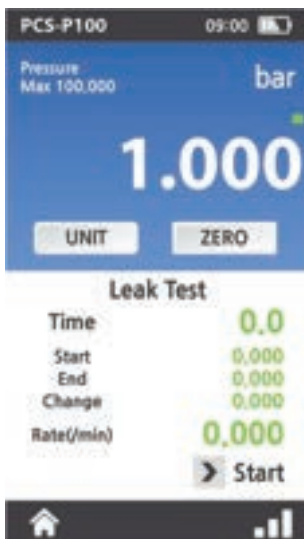 PCS-P100 09:00
Pressure bar
Max 100.000
1.000
UNIT ZERO
Leak Test
Time 0.0
Start 0.000
End 0.000
Change 0.000
Rate(/min) 0.000
Start